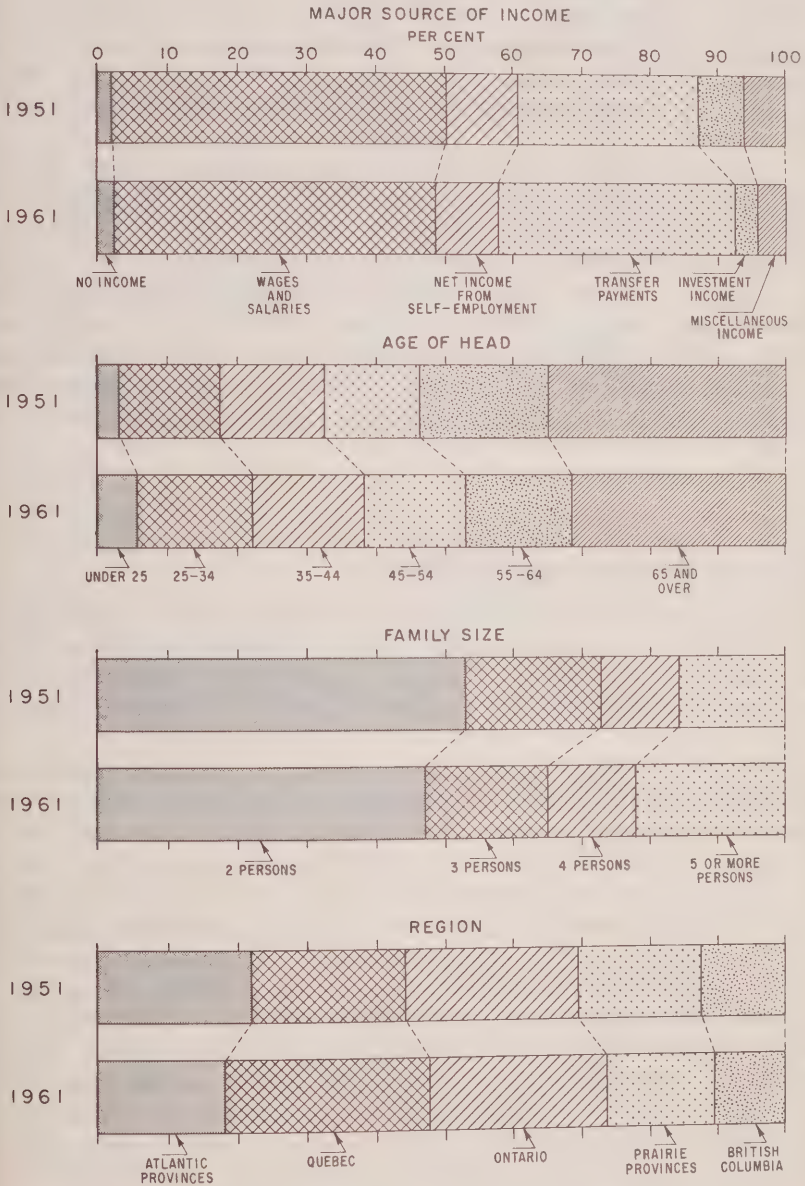 MAJOR SOURCE OF INCOME
PER CENT
0 10 20 30 40 50 60 70 80 90 100
1951
1961
NO INCOME
WAGES
AND
SALARIES
NET INCOME
FROM
SELF-EMPLOYMENT
TRANSFER
PAYMENTS
INVESTMENT
INCOME
MISCELLANEOUS
INCOME
AGE OF HEAD
1951
1961
UNDER 25
25-34
35-44
45-54
55-64
65 AND
OVER
FAMILY SIZE
1951
1961
2 PERSONS
3 PERSONS
4 PERSONS
5 OR MORE
PERSONS
REGION
1951
1961
ATLANTIC
PROVINCES
QUEBEC
ONTARIO
PRAIRIE
PROVINCES
BRITISH
COLUMBIA